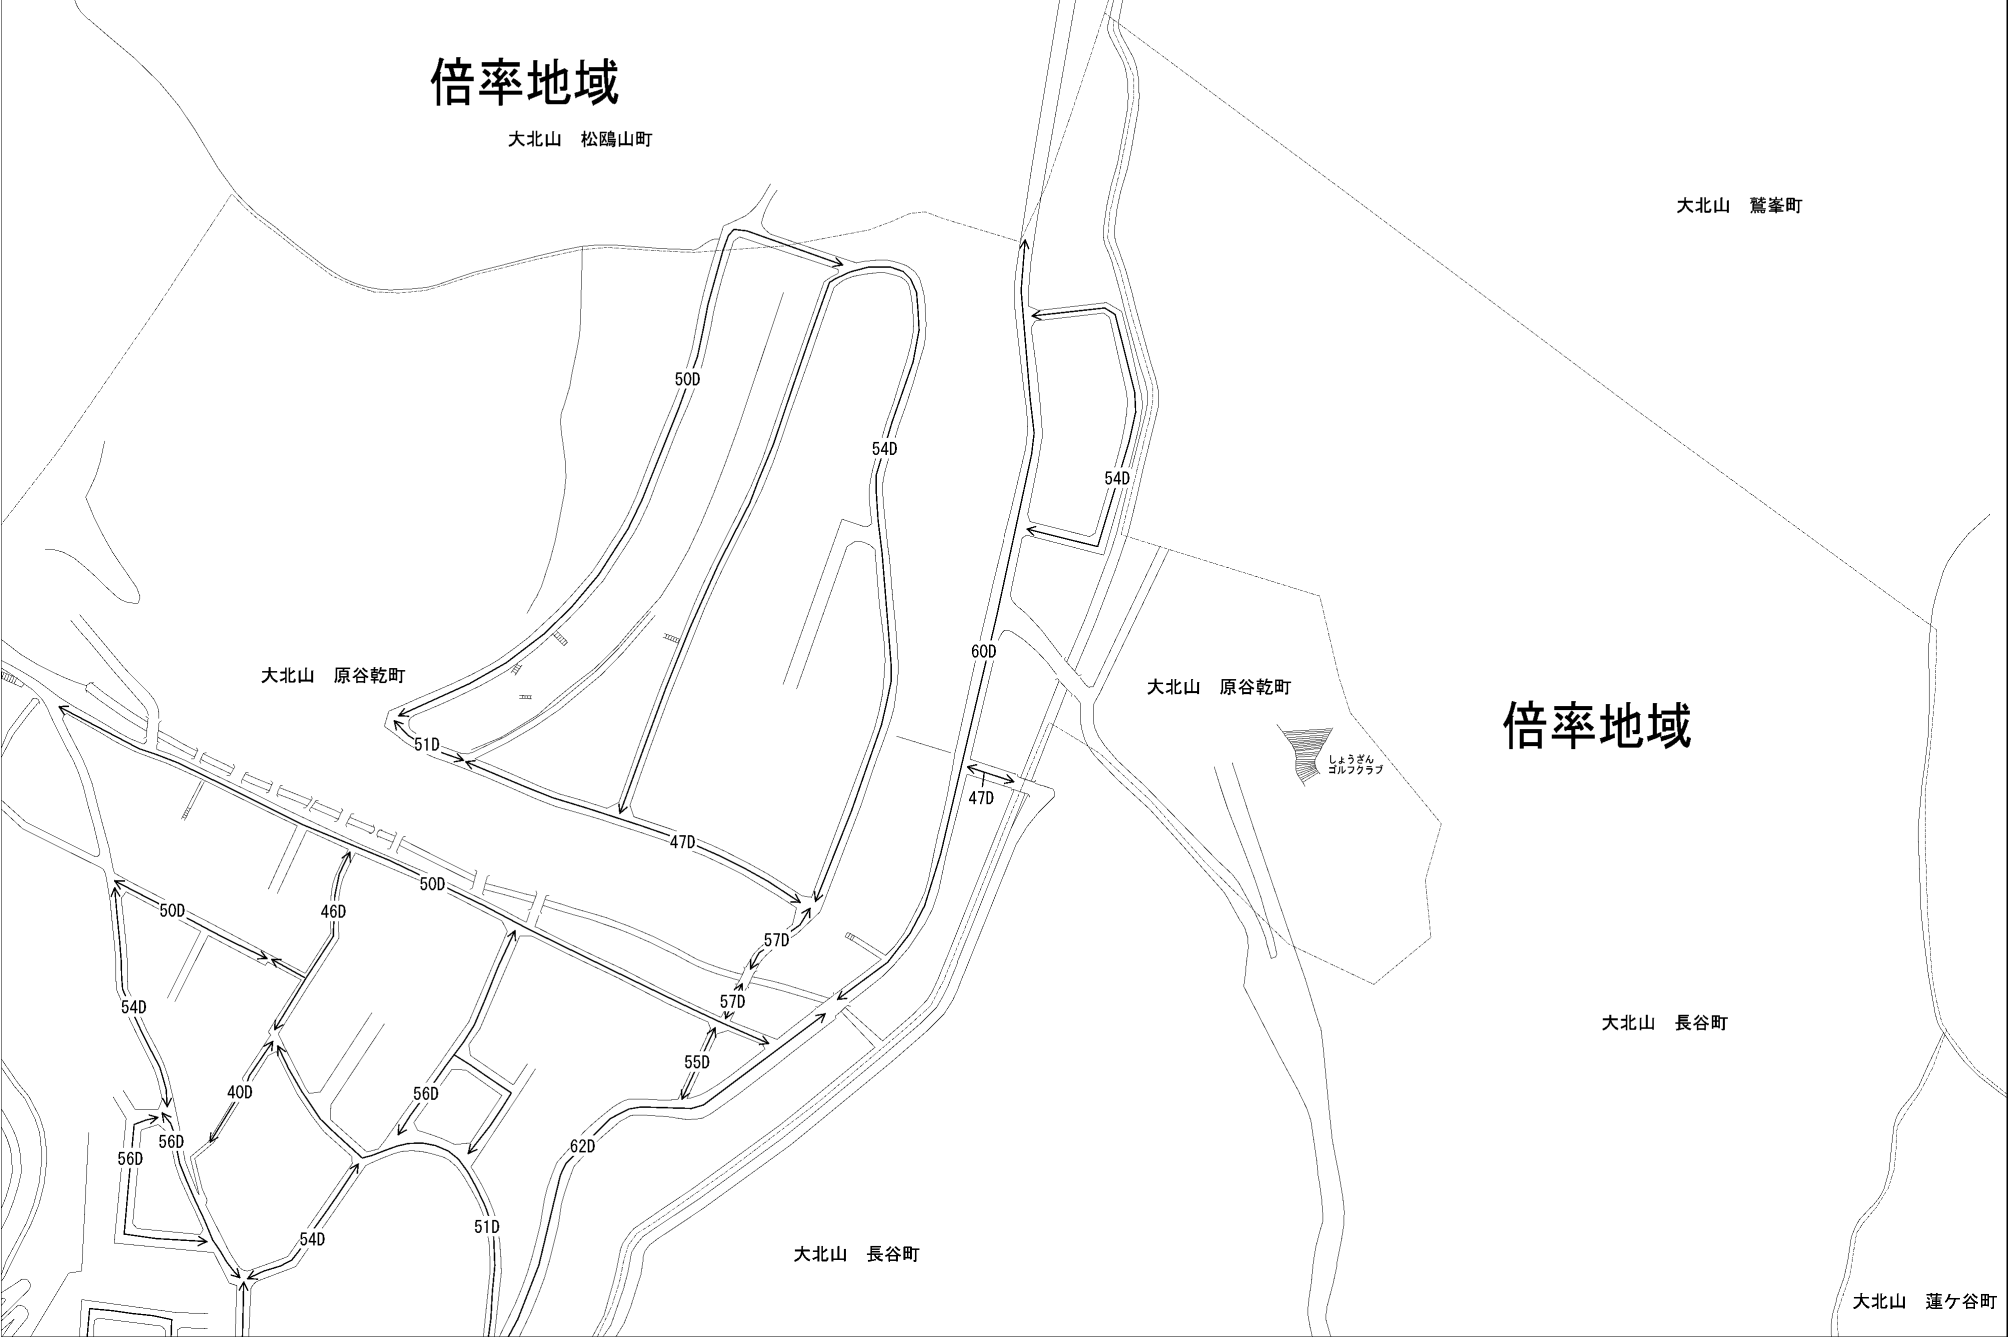 倍率地域
大北山　松鴎山町
大北山　鷲峯町
50D
54D
54D
60D
大北山　原谷乾町
大北山　原谷乾町
倍率地域
しょうざん
ゴルフクラブ
51D
47D
47D
50D
50D
46D
57D
57D
54D
大北山　長谷町
55D
40D
56D
56D
56D
62D
51D
54D
大北山　長谷町
大北山　蓮ケ谷町